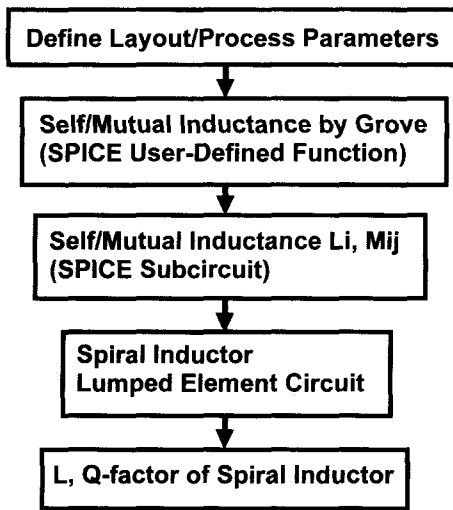 Define Layout/Process Parameters
Self/Mutual Inductance by Grove
(SPICE User-Defined Function)
Self/Mutual Inductance Li, Mij
(SPICE Subcircuit)
Spiral Inductor
Lumped Element Circuit
L, Q-factor of Spiral Inductor